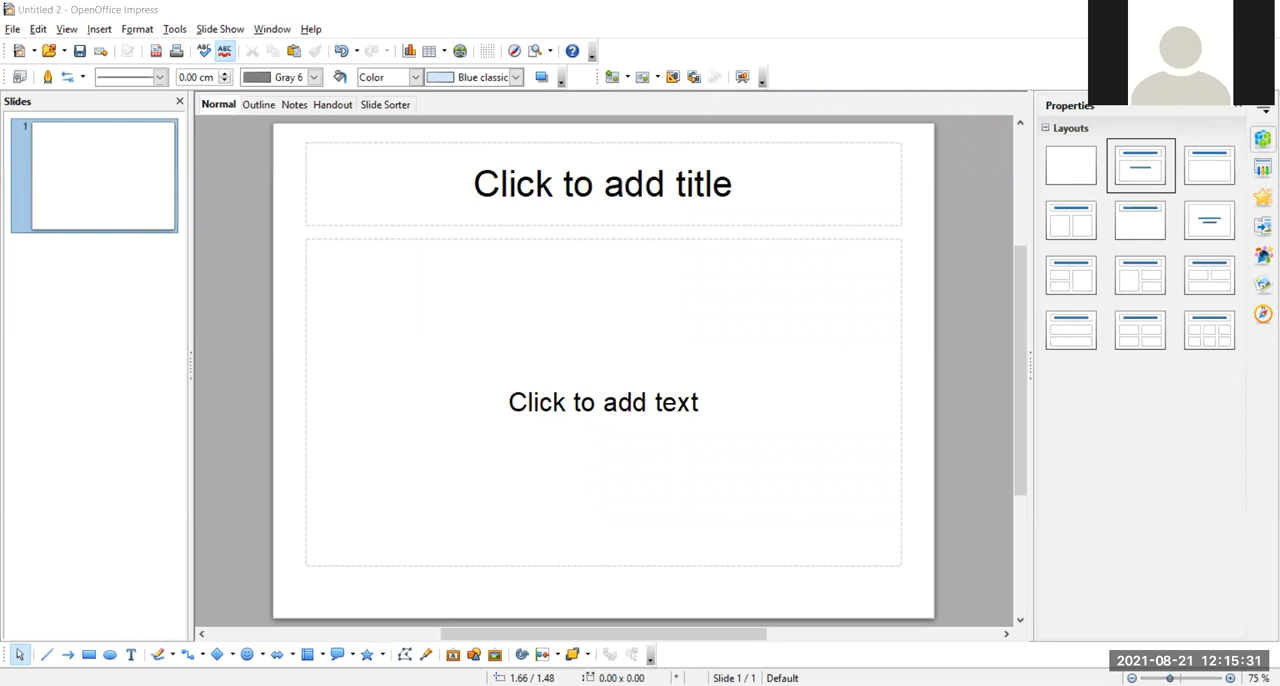 Untitled 2 - OpenOffice Impress
File Edit View Insert Format Tools Slide Show Window Help
0.00 cm Gray 6 Color Blue classic
Slides
Normal Outline Notes Handout Slide Sorter
Properties
Layouts
1
Click to add title
Click to add text
2021-08-21 12:15:31
1.66 / 1.48 0.00 x 0.00 * Slide 1 / 1 Default 75 %